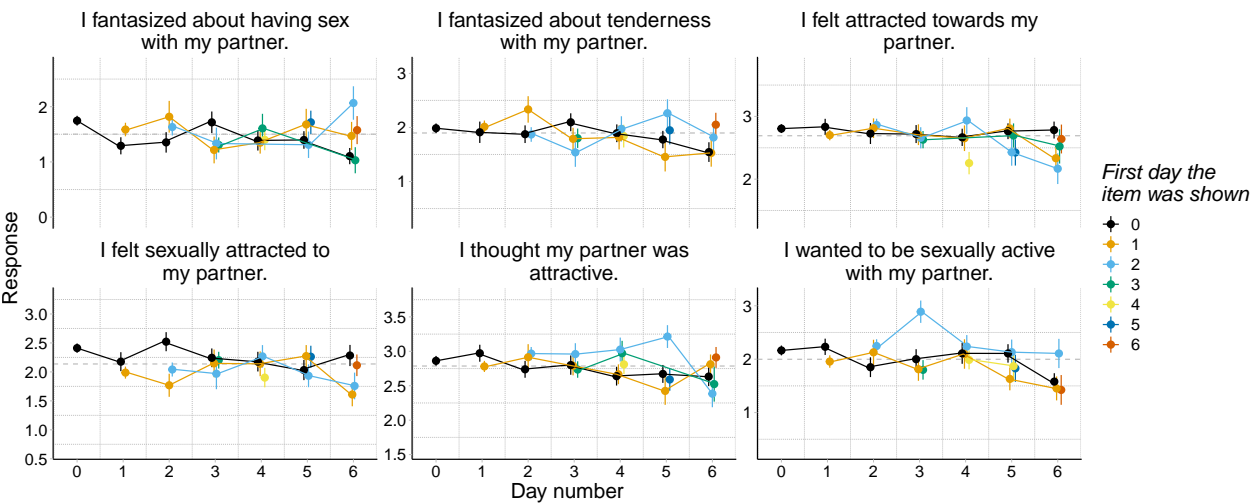 I fantasized about having sex
with my partner.
I fantasized about tenderness
with my partner.
I felt attracted towards my
partner.
2
1
0
3
2
1
3
2
I felt sexually attracted to
my partner.
I thought my partner was
attractive.
I wanted to be sexually active
with my partner.
3.0
2.5
2.0
1.5
1.0
0.5
3.5
3.0
2.5
2.0
1.5
3
2
1
0 1 2 3 4 5 6
0 1 2 3 4 5 6
0 1 2 3 4 5 6
Day number
Response
First day the
item was shown
0
1
2
3
4
5
6